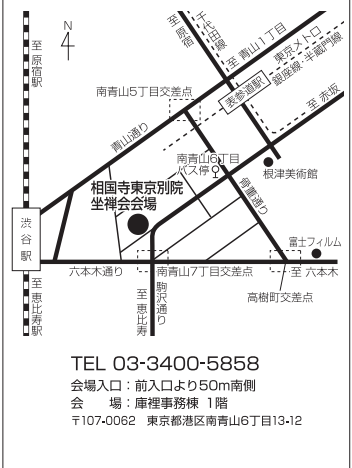 N
至 原宿駅
至 原宿
千代田線
至 青山1丁目
東京メトロ
銀座線・半蔵門線
表参道駅
至 赤坂
南青山5丁目交差点
青山通り
南青山6丁目
バス停
骨董通り
根津美術館
相国寺東京別院
坐禅会会場
渋谷駅
富士フィルム
六本木通り
南青山7丁目交差点
至 六本木
高樹町交差点
至 恵比寿駅
至 恵比寿
駒沢通り
TEL 03-3400-5858
会場入口：前入口より50m南側
会　　場：庫裡事務棟 1階
〒107-0062　東京都港区南青山6丁目13-12